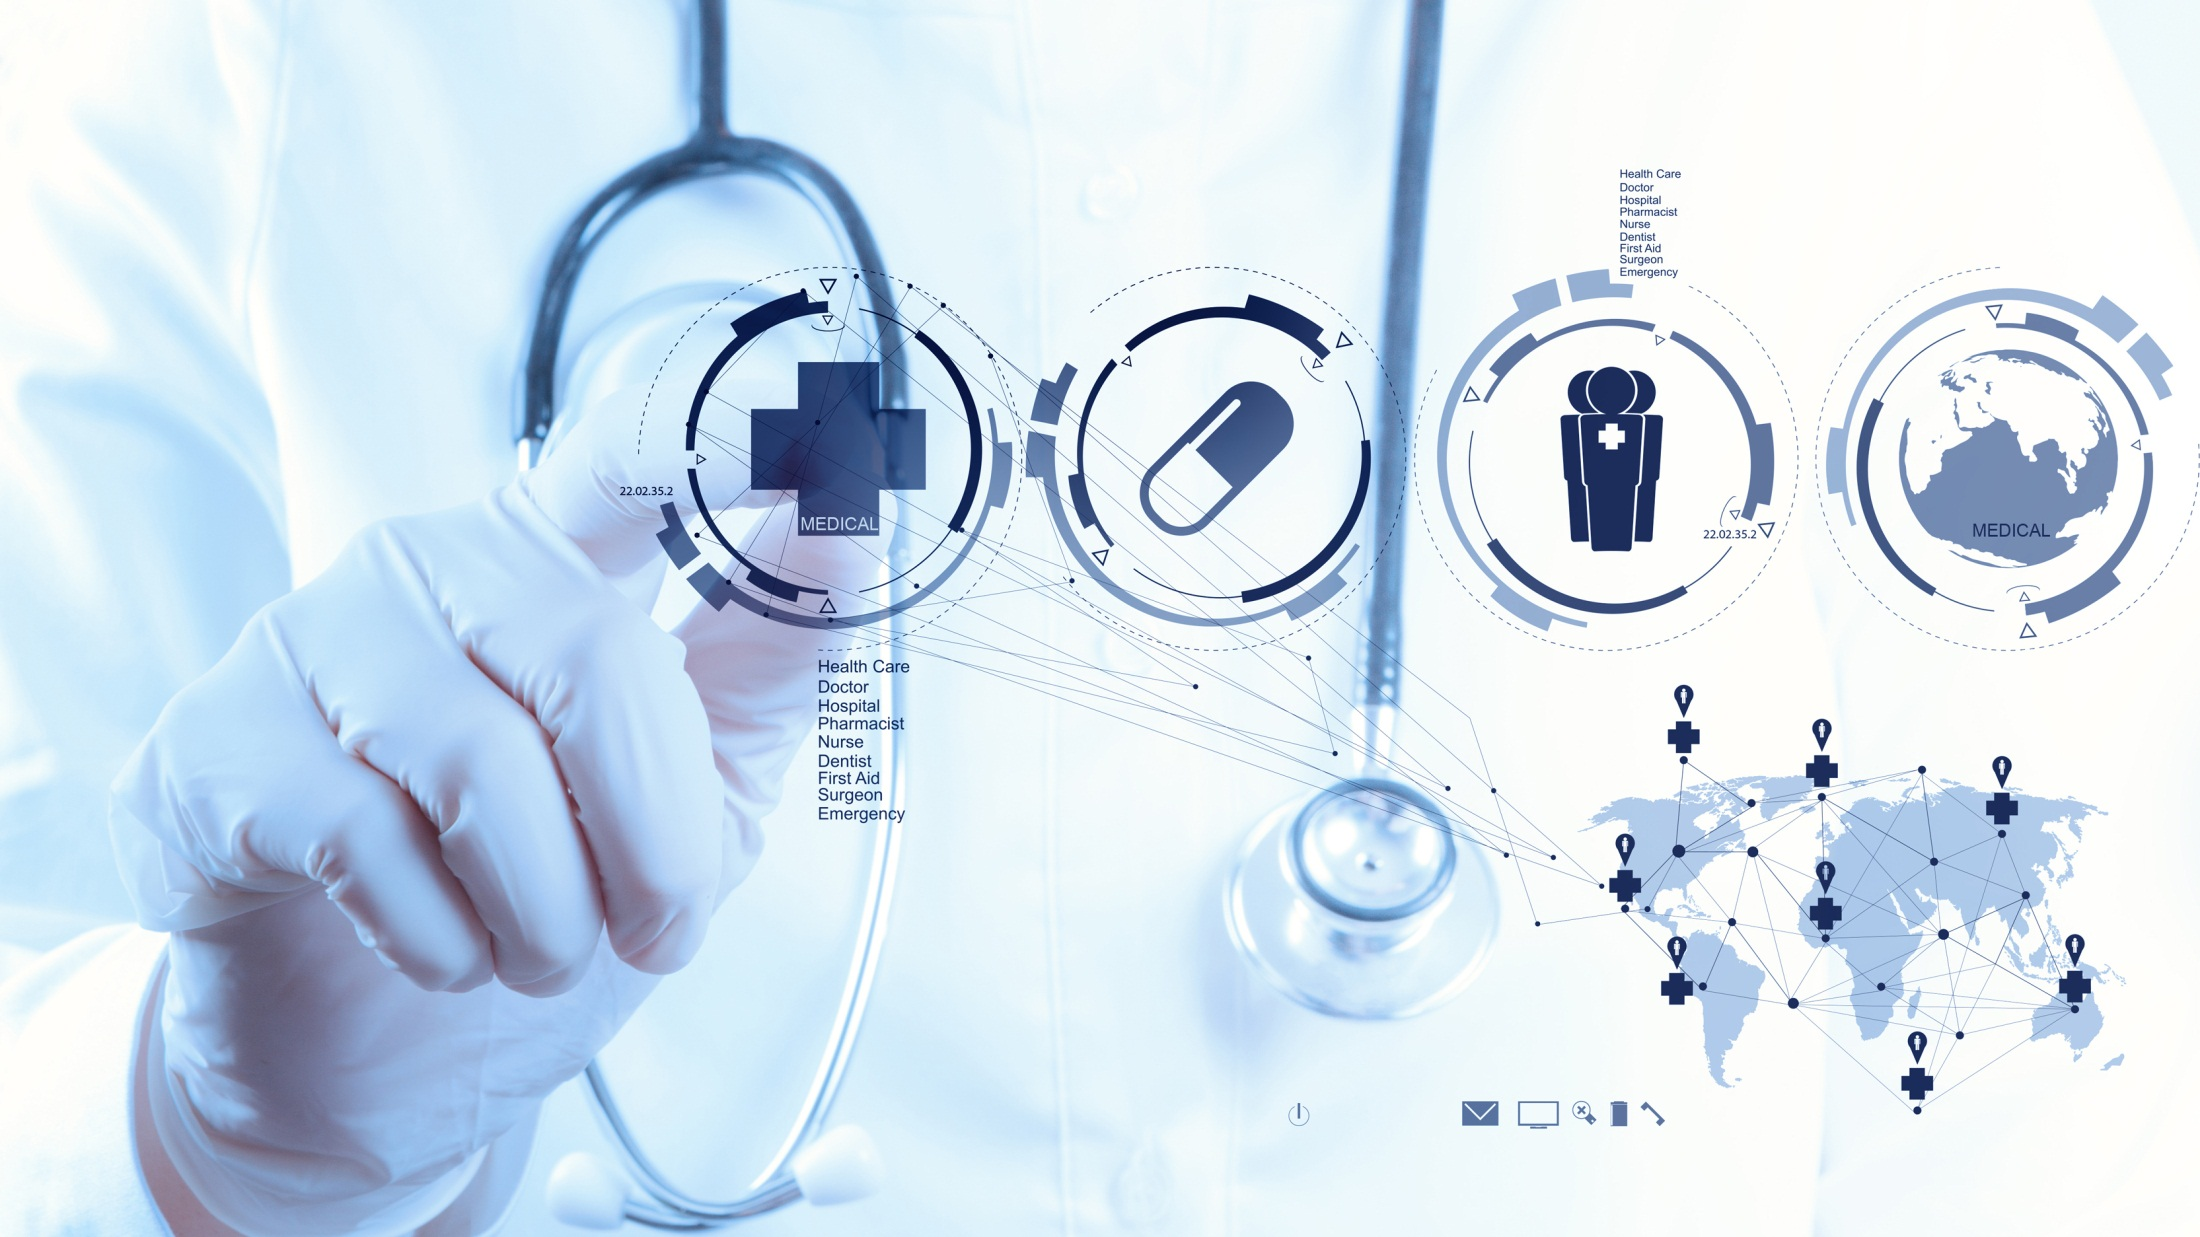 Health Care
Doctor
Hospital
Pharmacist
Nurse
Dentist
First Aid
Surgeon
Emergency
22.02.35.2
MEDICAL
22.02.35.2
MEDICAL
Health Care
Doctor
Hospital
Pharmacist
Nurse
Dentist
First Aid
Surgeon
Emergency